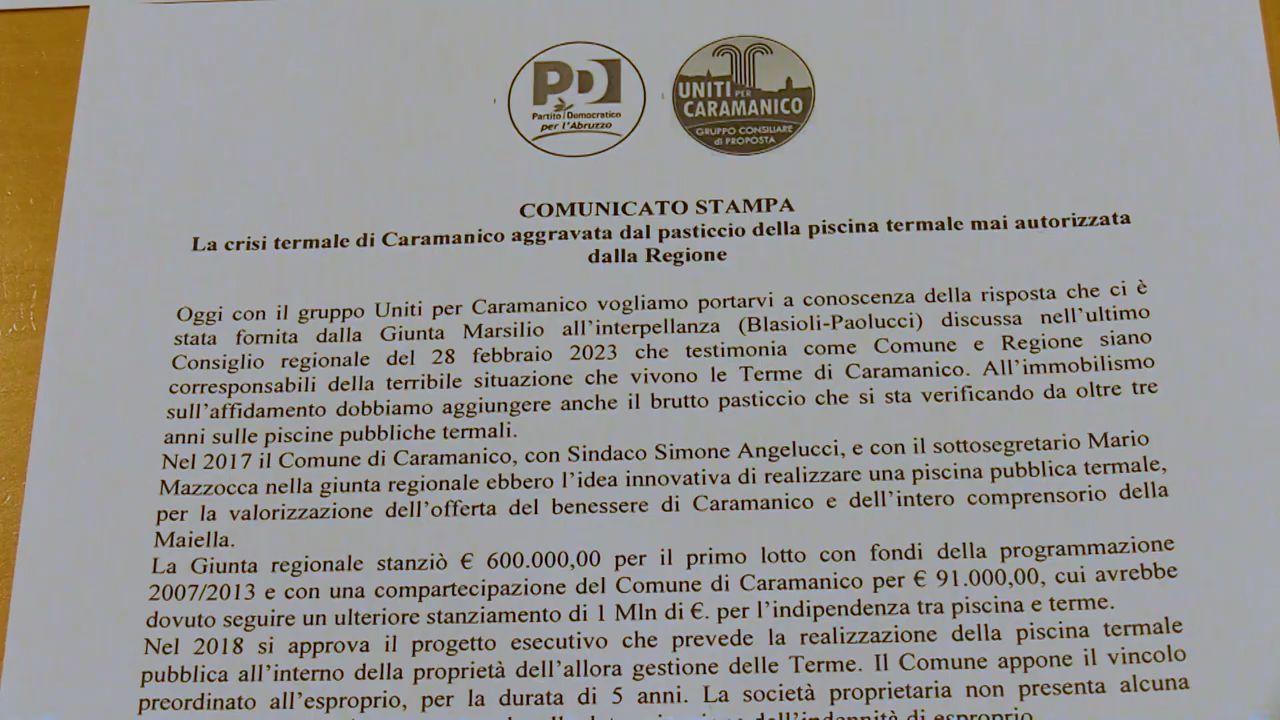 PD
Partito Democratico
per l'Abruzzo
UNITI PER
CARAMANICO
GRUPPO CONSILIARE
di PROPOSTA
COMUNICATO STAMPA
La crisi termale di Caramanico aggravata dal pasticcio della piscina termale mai autorizzata
dalla Regione
Oggi con il gruppo Uniti per Caramanico vogliamo portarvi a conoscenza della risposta che ci è
stata fornita dalla Giunta Marsilio all'interpellanza (Blasioli-Paolucci) discussa nell'ultimo
Consiglio regionale del 28 febbraio 2023 che testimonia come Comune e Regione siano
corresponsabili della terribile situazione che vivono le Terme di Caramanico. All'immobilismo
sull'affidamento dobbiamo aggiungere anche il brutto pasticcio che si sta verificando da oltre tre
anni sulle piscine pubbliche termali.
Nel 2017 il Comune di Caramanico, con Sindaco Simone Angelucci, e con il sottosegretario Mario
Mazzocca nella giunta regionale ebbero l'idea innovativa di realizzare una piscina pubblica termale,
per la valorizzazione dell'offerta del benessere di Caramanico e dell'intero comprensorio della
Maiella.
La Giunta regionale stanziò € 600.000,00 per il primo lotto con fondi della programmazione
2007/2013 e con una compartecipazione del Comune di Caramanico per € 91.000,00, cui avrebbe
dovuto seguire un ulteriore stanziamento di 1 Mln di €. per l'indipendenza tra piscina e terme.
Nel 2018 si approva il progetto esecutivo che prevede la realizzazione della piscina termale
pubblica all'interno della proprietà dell'allora gestione delle Terme. Il Comune appone il vincolo
preordinato all'esproprio, per la durata di 5 anni. La società proprietaria non presenta alcuna
dell'indennità di esproprio